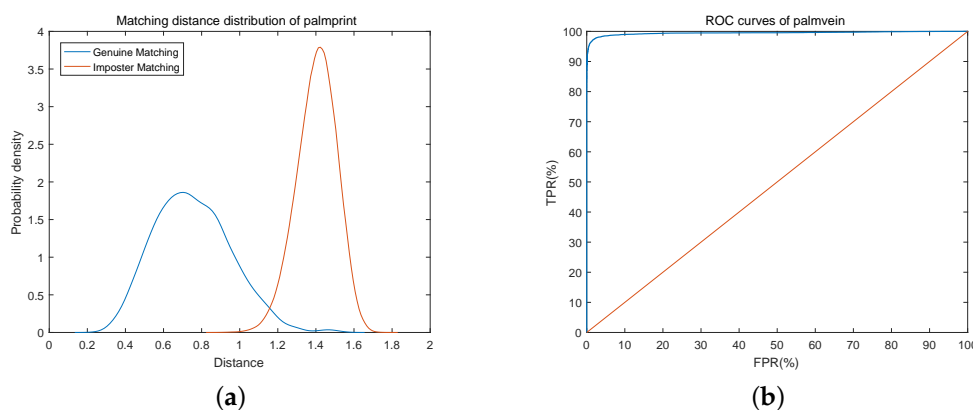 Matching distance distribution of palmprint
4
3.5
3
2.5
2
1.5
1
0.5
0
Probability density
Genuine Matching
Imposter Matching
0 0.2 0.4 0.6 0.8 1 1.2 1.4 1.6 1.8 2
Distance
(a)
ROC curves of palmvein
100
90
80
70
60
50
40
30
20
10
0
TPR(%)
0 10 20 30 40 50 60 70 80 90 100
FPR(%)
(b)